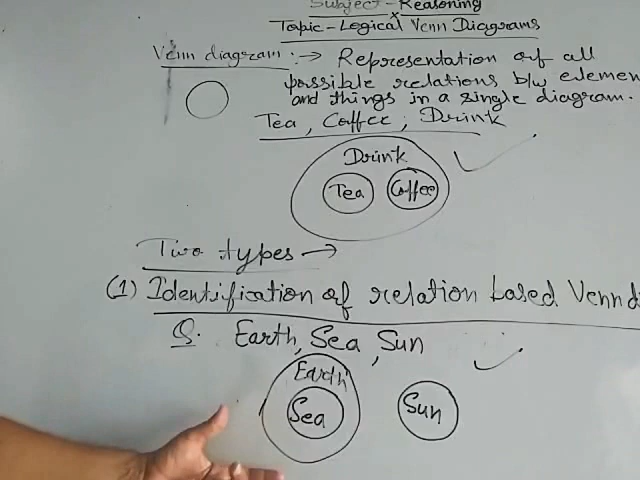 Subject - Reasoning
Topic - Logical Venn Diagrams
Venn diagram :→ Representation of all
possible relations b/w elemen
and things in a single diagram.
Tea, Coffee, Drink
Drink
Tea Coffee
Two types →
(1) Identification of relation based Venn d
Q. Earth, Sea, Sun
Earth
Sea Sun